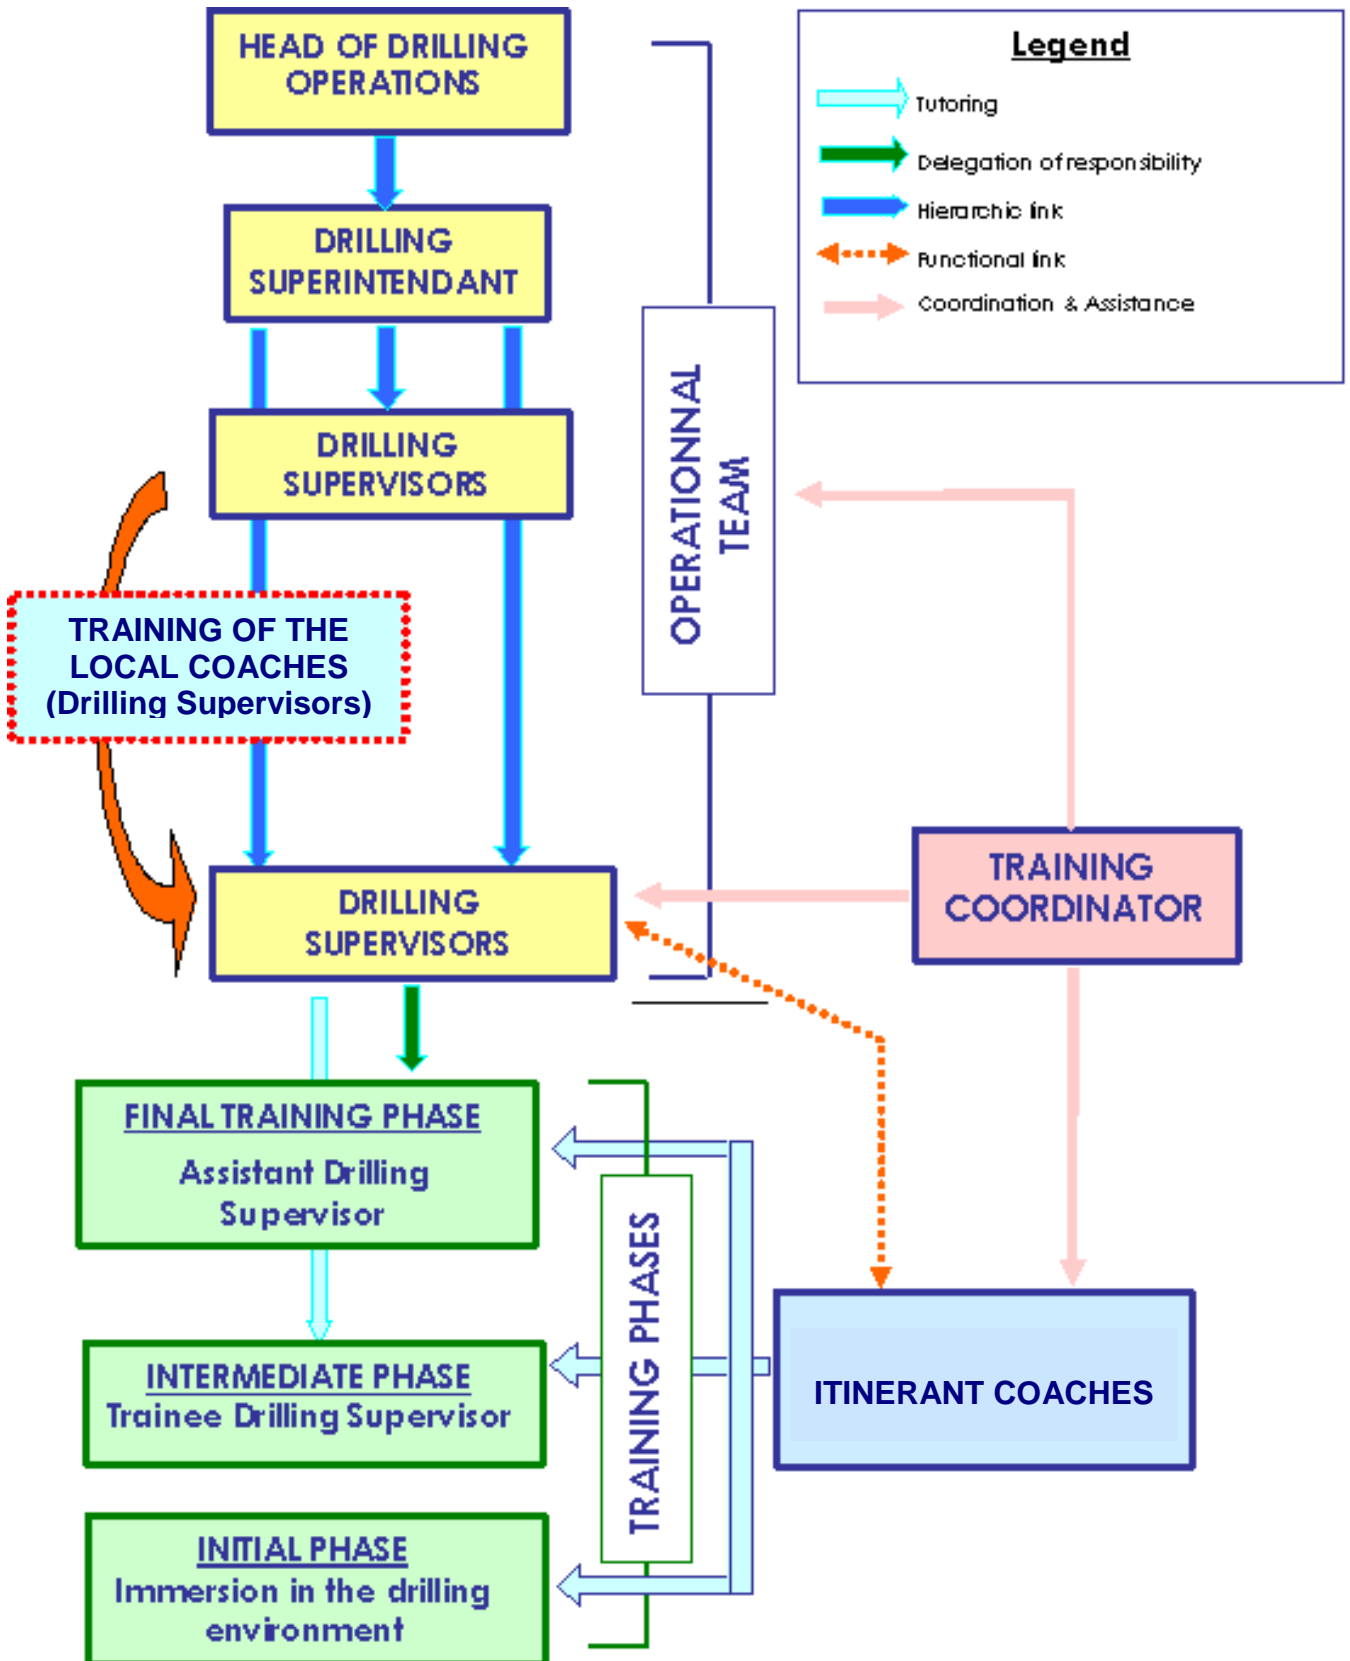 HEAD OF DRILLING
OPERATIONS
Legend
Tutoring
Delegation of responsibility
Hierarchic link
Functional link
Coordination & Assistance
DRILLING
SUPERINTENDANT
DRILLING
SUPERVISORS
OPERATIONNAL
TEAM
TRAINING OF THE
LOCAL COACHES
(Drilling Supervisors)
TRAINING
COORDINATOR
DRILLING
SUPERVISORS
FINAL TRAINING PHASE
Assistant Drilling
Supervisor
TRAINING PHASES
INTERMEDIATE PHASE
Trainee Drilling Supervisor
ITINERANT COACHES
INITIAL PHASE
Immersion in the drilling
environment